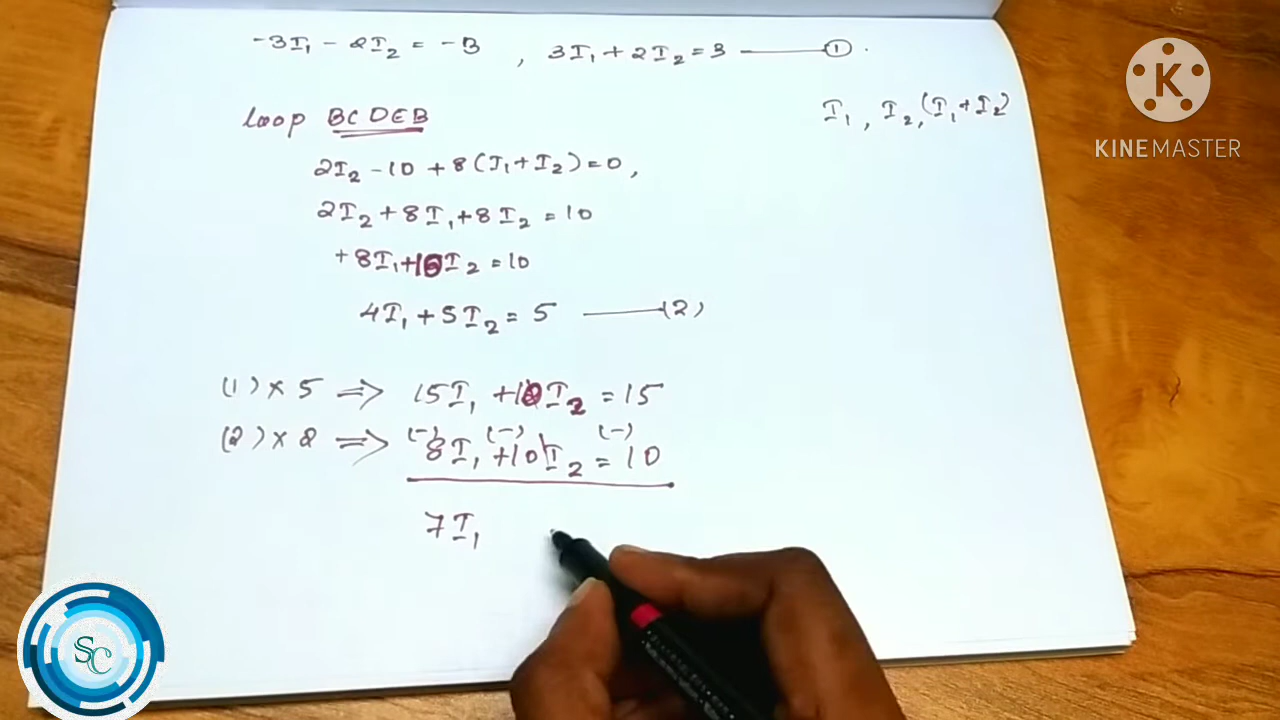 -3I₁ - 2I₂ = -3 , 3I₁ + 2I₂ = 3 —— ①.
I₁, I₂, (I₁+I₂)
loop BCDEB
2I₂ - 10 + 8(I₁+I₂) = 0,
2I₂ + 8I₁ + 8I₂ = 10
+8I₁ + 10I₂ = 10
4I₁ + 5I₂ = 5 —— (2)
(1) × 5 ⇒ 15I₁ + 10I₂ = 15
(-) (-) (-)
(2) × 2 ⇒ 8I₁ + 10I₂ = 10
7I₁
K
KINEMASTER
SC